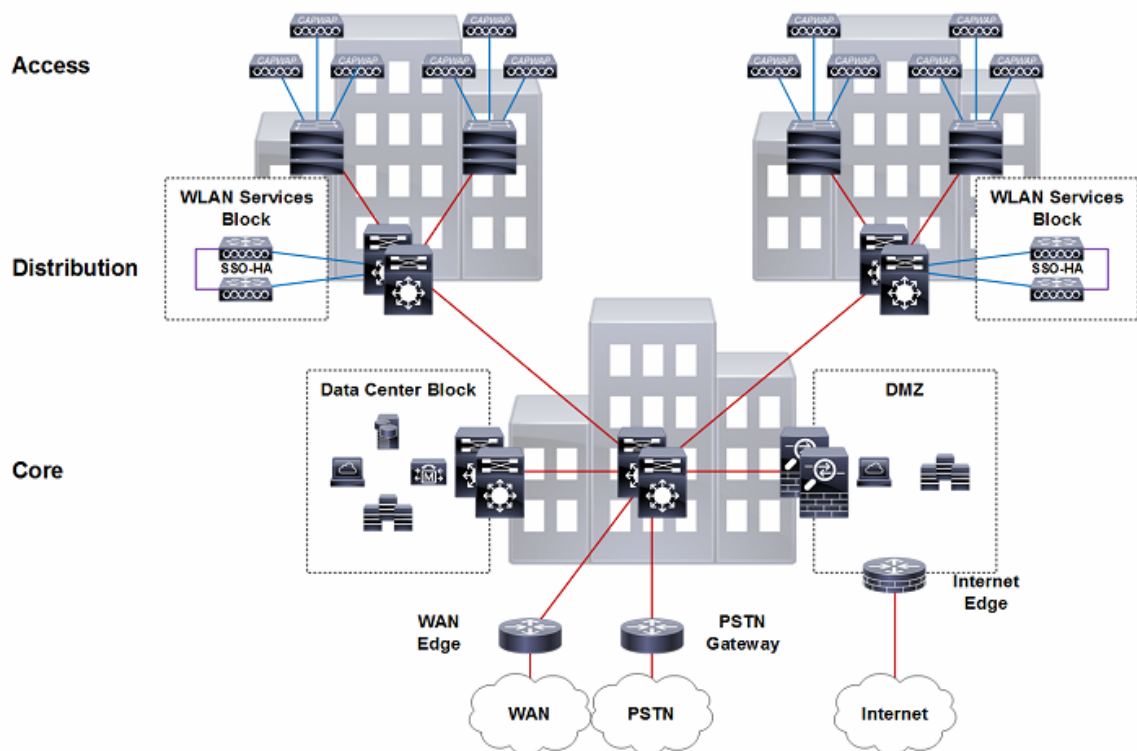 CAPWAP
CAPWAP
CAPWAP
CAPWAP
Access
CAPWAP
CAPWAP
CAPWAP
CAPWAP
CAPWAP
CAPWAP
CAPWAP
CAPWAP
WLAN Services
Block
WLAN Services
Block
Distribution
SSO-HA
SSO-HA
Data Center Block
DMZ
Core
M
WAN
Edge
PSTN
Gateway
Internet
Edge
WAN
PSTN
Internet